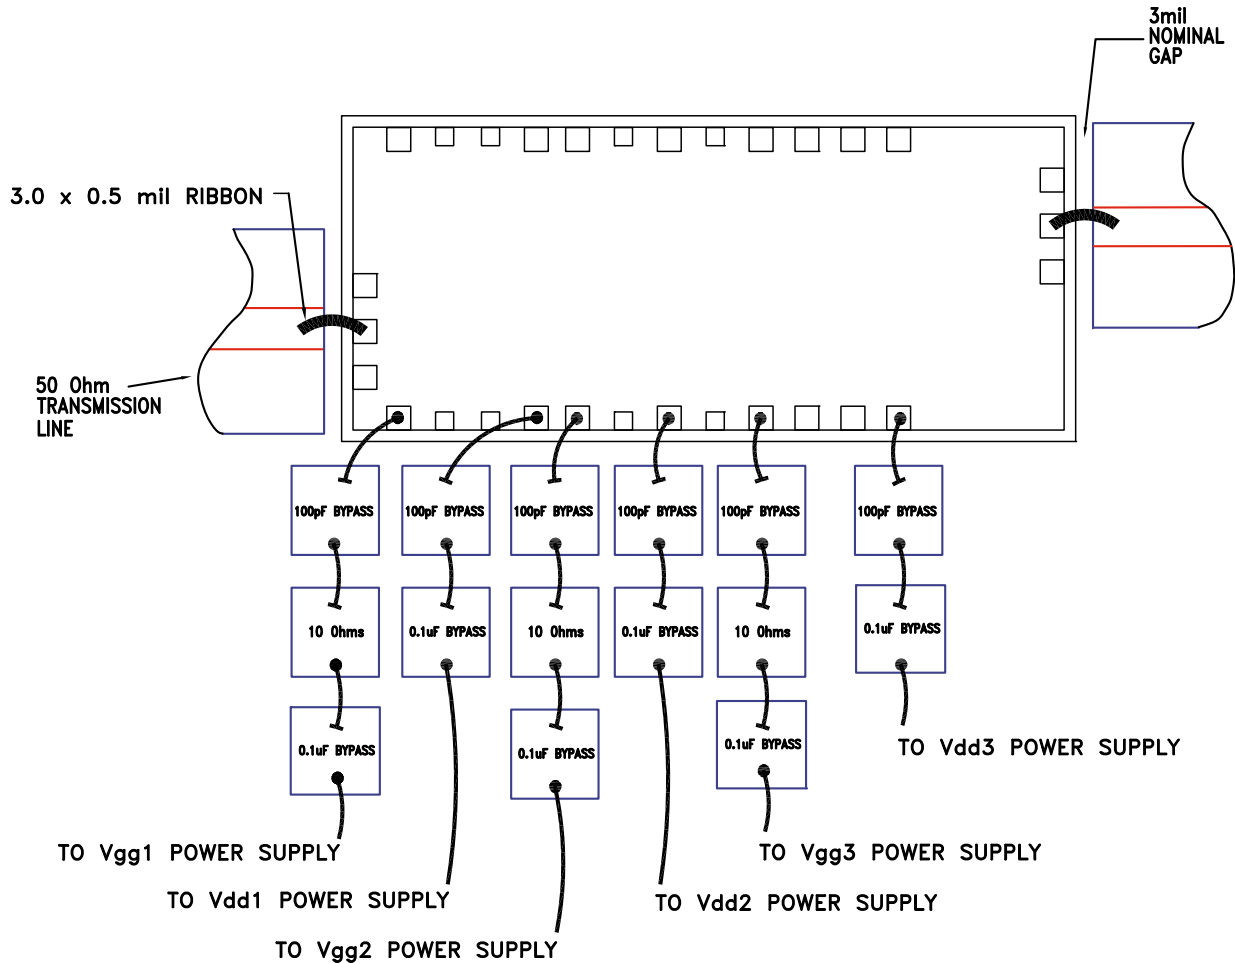 3mil
NOMINAL
GAP
3.0 x 0.5 mil RIBBON
50 Ohm
TRANSMISSION
LINE
100pF BYPASS
100pF BYPASS
100pF BYPASS
100pF BYPASS
100pF BYPASS
100pF BYPASS
10 Ohms
0.1uF BYPASS
10 Ohms
0.1uF BYPASS
10 Ohms
0.1uF BYPASS
0.1uF BYPASS
0.1uF BYPASS
0.1uF BYPASS
TO Vdd3 POWER SUPPLY
TO Vgg1 POWER SUPPLY
TO Vgg3 POWER SUPPLY
TO Vdd1 POWER SUPPLY
TO Vdd2 POWER SUPPLY
TO Vgg2 POWER SUPPLY